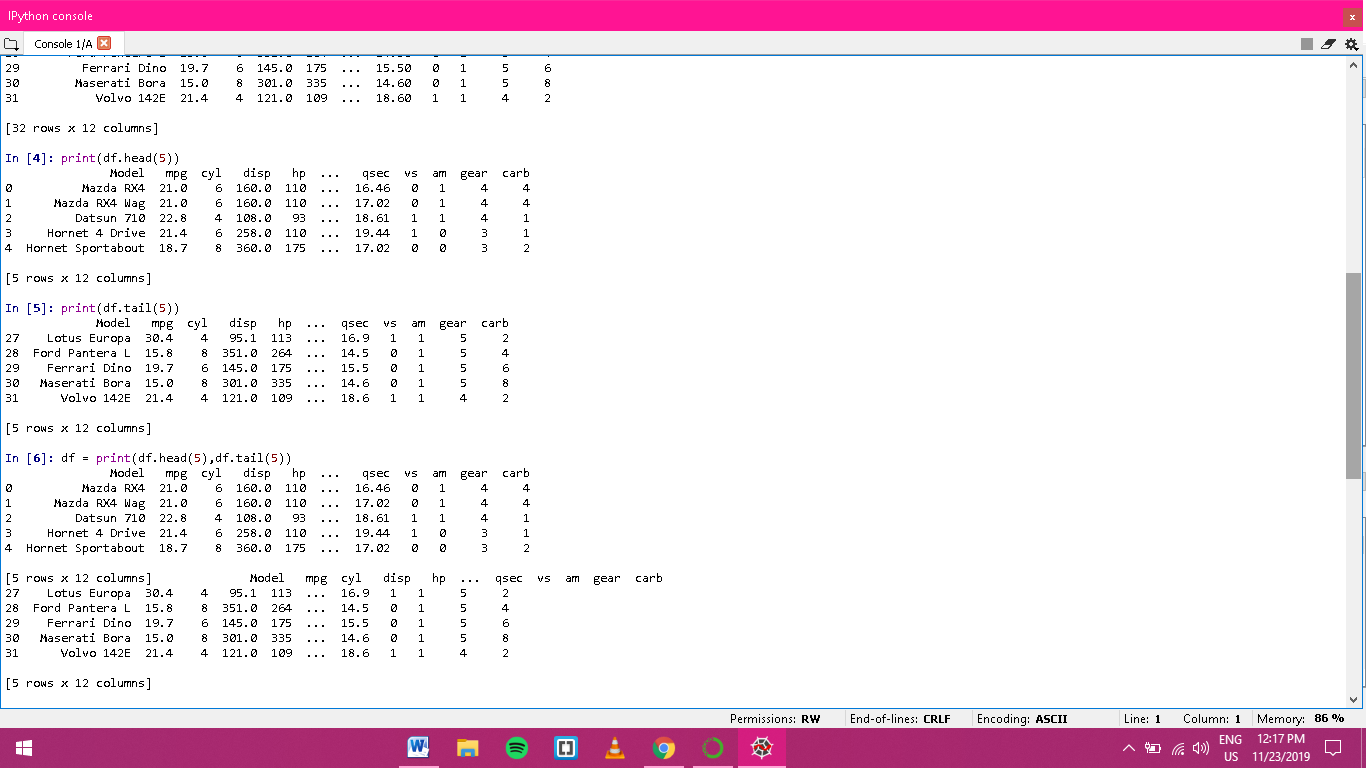 IPython console
Console 1/A
29         Ferrari Dino  19.7    6  145.0  175  ...  15.50   0   1     5     6
30        Maserati Bora  15.0    8  301.0  335  ...  14.60   0   1     5     8
31           Volvo 142E  21.4    4  121.0  109  ...  18.60   1   1     4     2
[32 rows x 12 columns]
In [4]: print(df.head(5))
               Model   mpg  cyl   disp   hp  ...   qsec  vs  am  gear  carb
0          Mazda RX4  21.0    6  160.0  110  ...  16.46   0   1     4     4
1      Mazda RX4 Wag  21.0    6  160.0  110  ...  17.02   0   1     4     4
2         Datsun 710  22.8    4  108.0   93  ...  18.61   1   1     4     1
3     Hornet 4 Drive  21.4    6  258.0  110  ...  19.44   1   0     3     1
4  Hornet Sportabout  18.7    8  360.0  175  ...  17.02   0   0     3     2
[5 rows x 12 columns]
In [5]: print(df.tail(5))
             Model   mpg  cyl   disp   hp  ...  qsec  vs  am  gear  carb
27    Lotus Europa  30.4    4   95.1  113  ...  16.9   1   1     5     2
28  Ford Pantera L  15.8    8  351.0  264  ...  14.5   0   1     5     4
29    Ferrari Dino  19.7    6  145.0  175  ...  15.5   0   1     5     6
30   Maserati Bora  15.0    8  301.0  335  ...  14.6   0   1     5     8
31      Volvo 142E  21.4    4  121.0  109  ...  18.6   1   1     4     2
[5 rows x 12 columns]
In [6]: df = print(df.head(5),df.tail(5))
               Model   mpg  cyl   disp   hp  ...   qsec  vs  am  gear  carb
0          Mazda RX4  21.0    6  160.0  110  ...  16.46   0   1     4     4
1      Mazda RX4 Wag  21.0    6  160.0  110  ...  17.02   0   1     4     4
2         Datsun 710  22.8    4  108.0   93  ...  18.61   1   1     4     1
3     Hornet 4 Drive  21.4    6  258.0  110  ...  19.44   1   0     3     1
4  Hornet Sportabout  18.7    8  360.0  175  ...  17.02   0   0     3     2
[5 rows x 12 columns]              Model   mpg  cyl   disp   hp  ...  qsec  vs  am  gear  carb
27    Lotus Europa  30.4    4   95.1  113  ...  16.9   1   1     5     2
28  Ford Pantera L  15.8    8  351.0  264  ...  14.5   0   1     5     4
29    Ferrari Dino  19.7    6  145.0  175  ...  15.5   0   1     5     6
30   Maserati Bora  15.0    8  301.0  335  ...  14.6   0   1     5     8
31      Volvo 142E  21.4    4  121.0  109  ...  18.6   1   1     4     2
[5 rows x 12 columns]
Permissions: RW End-of-lines: CRLF Encoding: ASCII Line: 1 Column: 1 Memory: 86 %
ENG 12:17 PM
US 11/23/2019